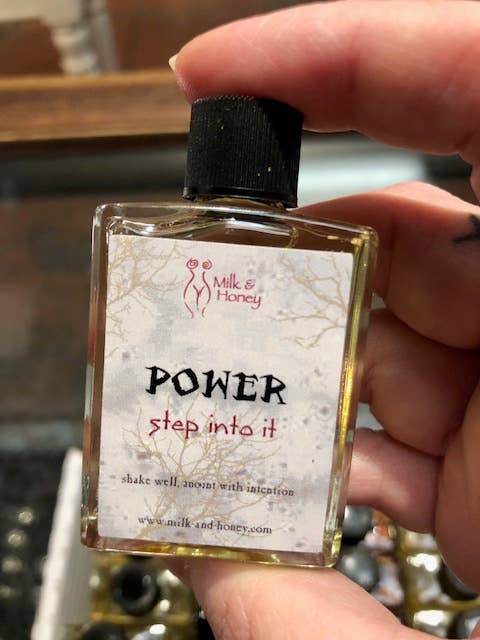 Milk &
Honey
POWER
step into it
shake well, anoint with intention
www.milk-and-honey.com